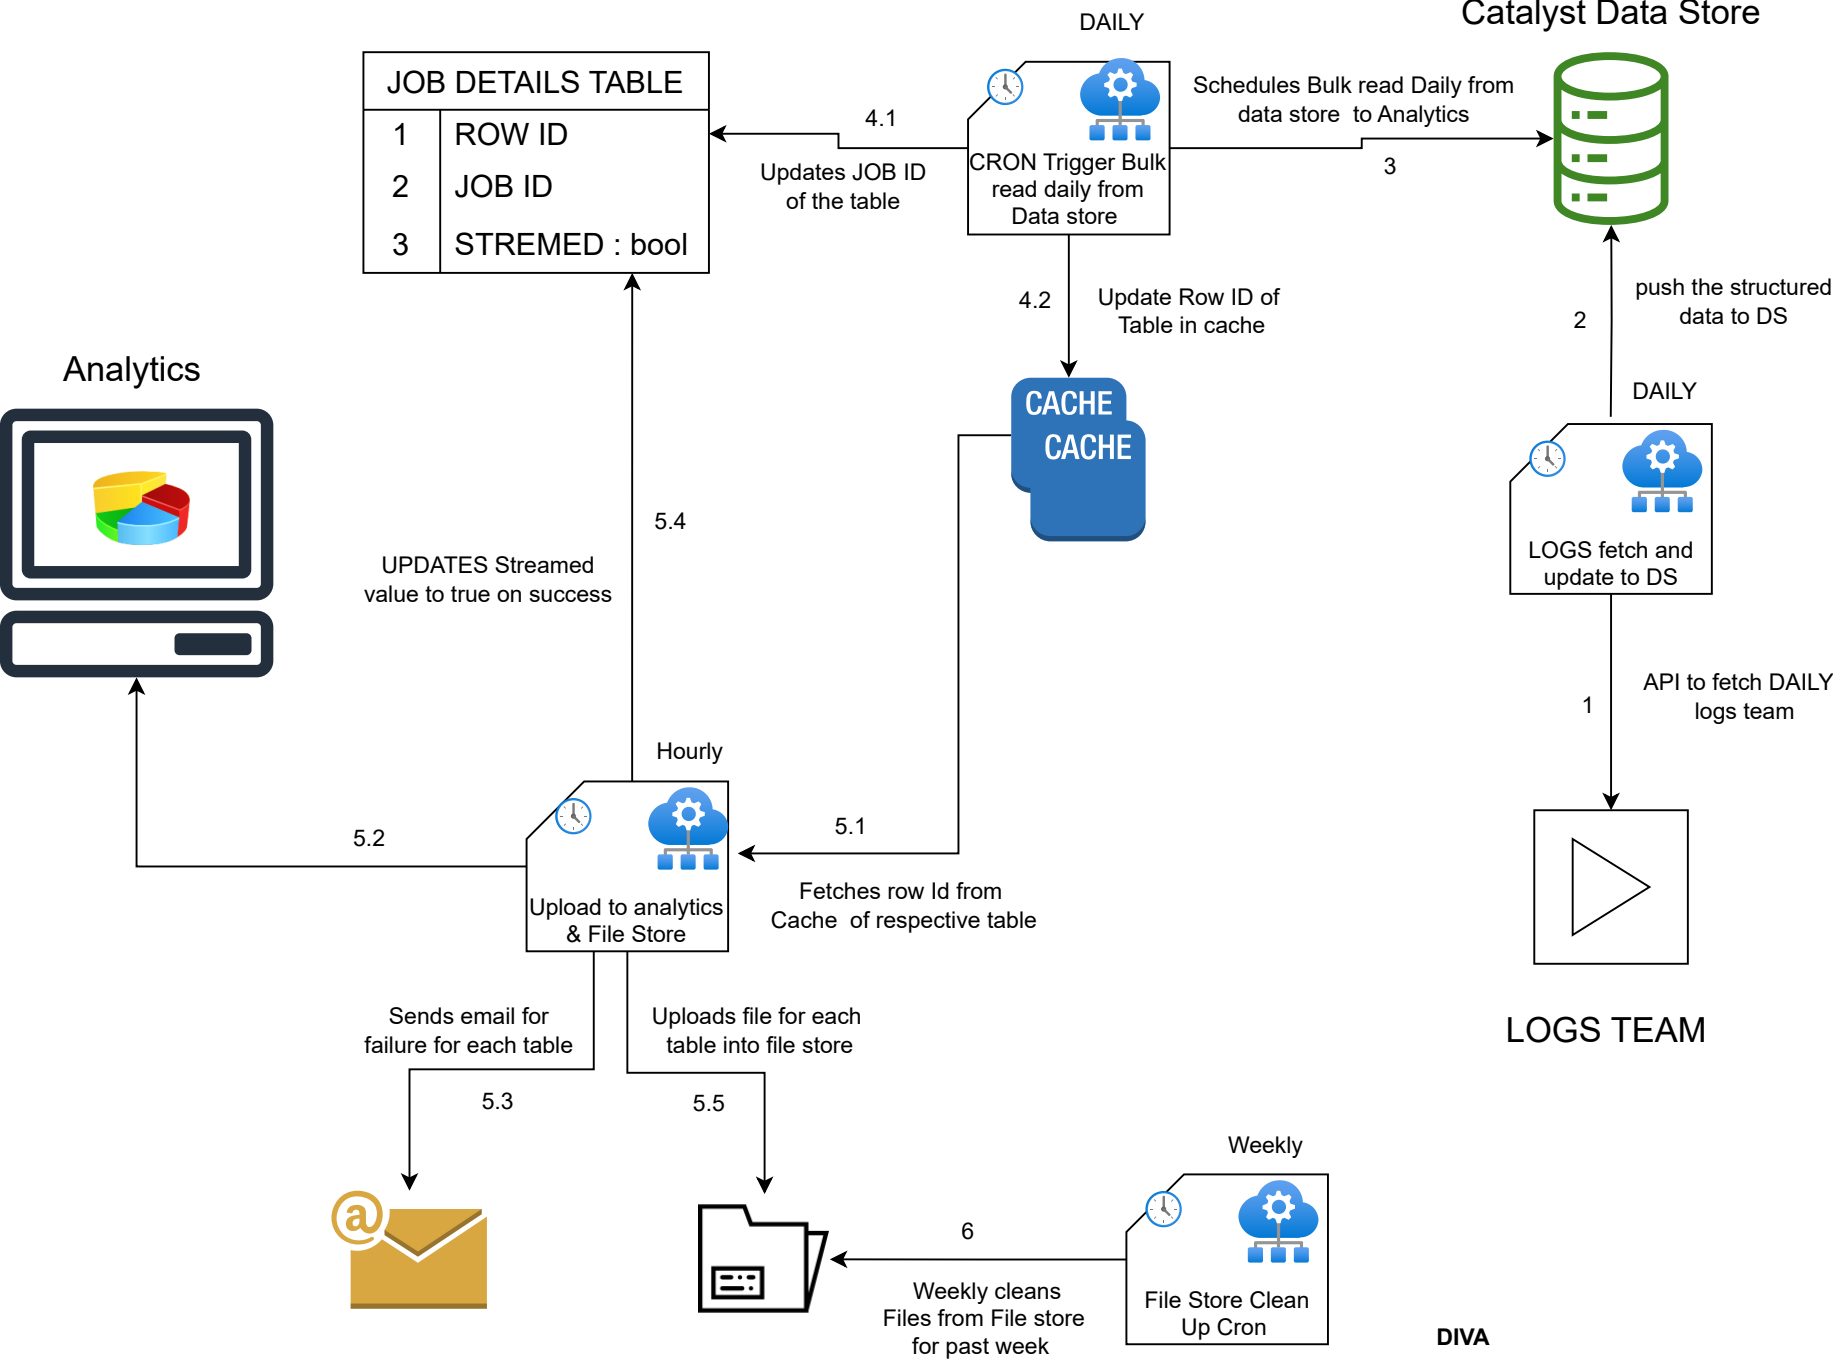 Catalyst Data Store
DAILY
JOB DETAILS TABLE
1 ROW ID
2 JOB ID
3 STREMED : bool
4.1
Updates JOB ID
of the table
CRON Trigger Bulk
read daily from
Data store
Schedules Bulk read Daily from
data store to Analytics
3
4.2
Update Row ID of
Table in cache
2
push the structured
data to DS
DAILY
Analytics
CACHE
CACHE
LOGS fetch and
update to DS
5.4
UPDATES Streamed
value to true on success
1
API to fetch DAILY
logs team
Hourly
5.2
5.1
Upload to analytics
& File Store
Fetches row Id from
Cache of respective table
LOGS TEAM
Sends email for
failure for each table
5.3
Uploads file for each
table into file store
5.5
@
Weekly
6
Weekly cleans
Files from File store
for past week
File Store Clean
Up Cron
DIVA